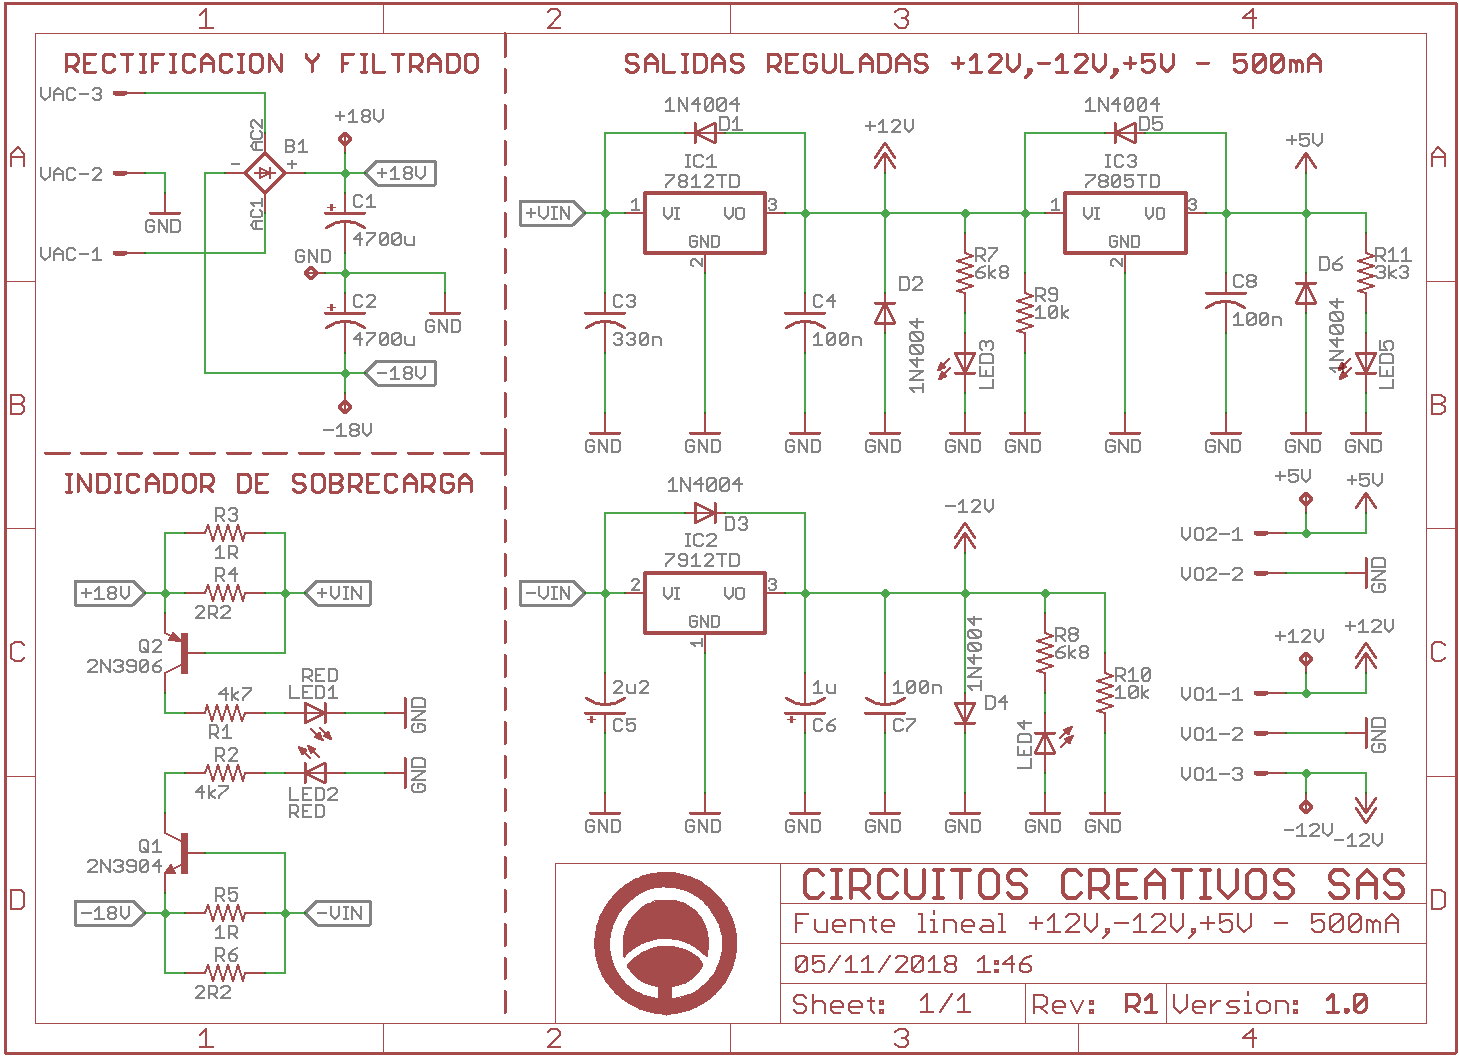 1 2 3 4
A
B
C
D
RECTIFICACION Y FILTRADO
VAC-3
VAC-2
VAC-1
GND
AC2
AC1
B1
- +
+18V
+18V
C1
4700u
GND
GND
C2
4700u
-18V
-18V
INDICADOR DE SOBRECARGA
R3
1R
R4
2R2
+18V
+VIN
Q2
2N3906
4k7
R1
RED
LED1
GND
R2
4k7
LED2
RED
GND
Q1
2N3904
-18V
-VIN
R5
1R
R6
2R2
SALIDAS REGULADAS +12V,-12V,+5V - 500mA
1N4004
D1
IC1
7812TD
+VIN
1 VI VO 3
GND
2
C3
330n
C4
100n
+12V
D2
1N4004
R7
6k8
LED3
R9
10k
1N4004
D5
IC3
7805TD
1 VI VO 3
GND
2
C8
100n
+5V
D6
1N4004
R11
3k3
LED5
GND GND GND GND GND GND GND GND GND GND
1N4004
D3
IC2
7912TD
-VIN
2 VI VO 3
GND
1
2u2
C5
1u
C6
100n
C7
-12V
1N4004
D4
R8
6k8
LED4
R10
10k
GND GND GND GND GND GND
+5V +5V
VO2-1
VO2-2
GND
+12V +12V
VO1-1
VO1-2
GND
VO1-3
-12V -12V
CIRCUITOS CREATIVOS SAS
Fuente lineal +12V,-12V,+5V - 500mA
05/11/2018 1:46
Sheet: 1/1 Rev: R1 Version: 1.0
A
B
C
D
1 2 3 4